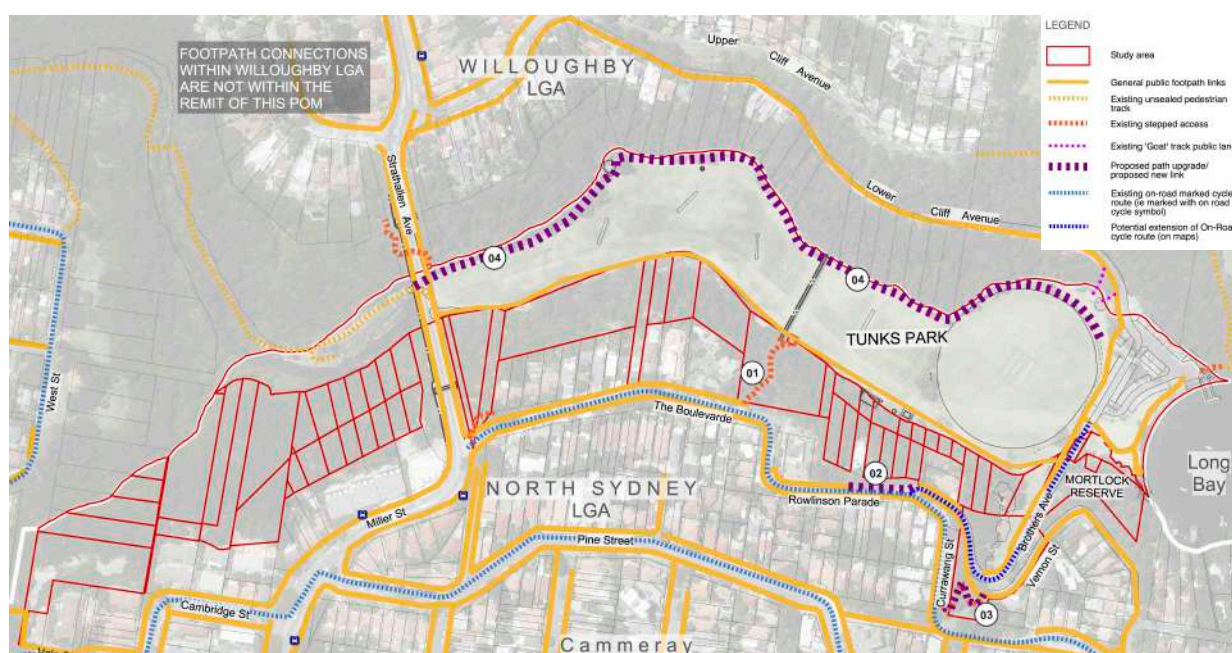 FOOTPATH CONNECTIONS
WITHIN WILLOUGHBY LGA
ARE NOT WITHIN THE
REMIT OF THIS POM
WILLOUGHBY
LGA
Upper
Cliff Avenue
Lower
Cliff Avenue
Strathallen Ave
04
04
West St
TUNKS PARK
01
The Boulevarde
02
Rowlinson Parade
NORTH SYDNEY
LGA
Miller St
Pine Street
Cambridge St
Cammeray
Currawang St
Brothers Ave
Vernon St
03
MORTLOCK
RESERVE
Long
Bay
LEGEND
Study area
General public footpath links
Existing unsealed pedestrian
track
Existing stepped access
Existing 'Goat' track public lan
Proposed path upgrade/
proposed new link
Existing on-road marked cycle
route (ie marked with on road
cycle symbol)
Potential extension of On-Roa
cycle route (on maps)